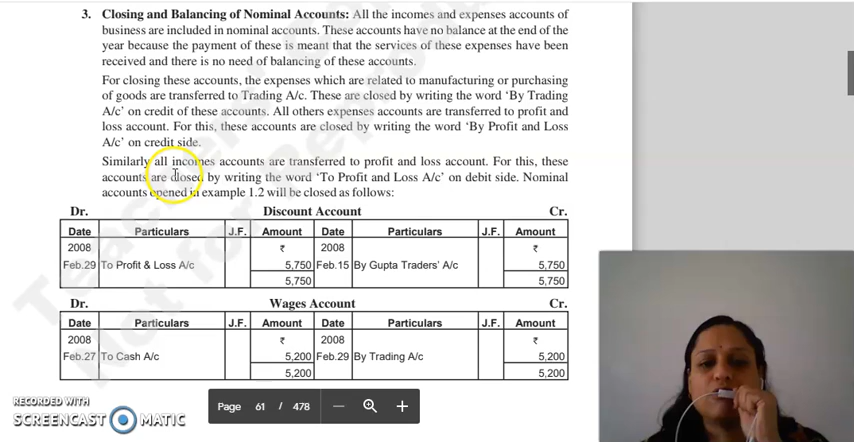 3. Closing and Balancing of Nominal Accounts: All the incomes and expenses accounts of
business are included in nominal accounts. These accounts have no balance at the end of the
year because the payment of these is meant that the services of these expenses have been
received and there is no need of balancing of these accounts.
For closing these accounts, the expenses which are related to manufacturing or purchasing
of goods are transferred to Trading A/c. These are closed by writing the word ‘By Trading
A/c’ on credit of these accounts. All others expenses accounts are transferred to profit and
loss account. For this, these accounts are closed by writing the word ‘By Profit and Loss
A/c’ on credit side.
Similarly all incomes accounts are transferred to profit and loss account. For this, these
accounts are closed by writing the word ‘To Profit and Loss A/c’ on debit side. Nominal
accounts opened in example 1.2 will be closed as follows:
Dr. Discount Account Cr.
Date Particulars J.F. Amount Date Particulars J.F. Amount
2008 ₹ 2008 ₹
Feb.29 To Profit & Loss A/c 5,750 Feb.15 By Gupta Traders’ A/c 5,750
5,750 5,750
Dr. Wages Account Cr.
Date Particulars J.F. Amount Date Particulars J.F. Amount
2008 ₹ 2008 ₹
Feb.27 To Cash A/c 5,200 Feb.29 By Trading A/c 5,200
5,200 5,200
RECORDED WITH
SCREENCAST MATIC
Page 61 / 478 — +